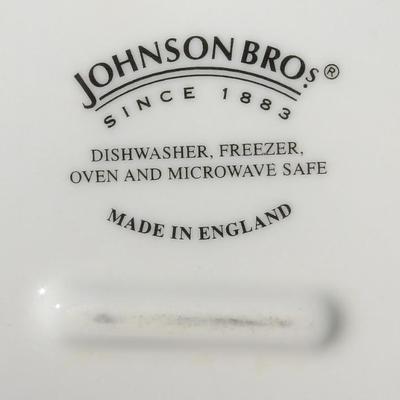 JOHNSON BROS®
SINCE 1883
DISHWASHER, FREEZER,
OVEN AND MICROWAVE SAFE
MADE IN ENGLAND